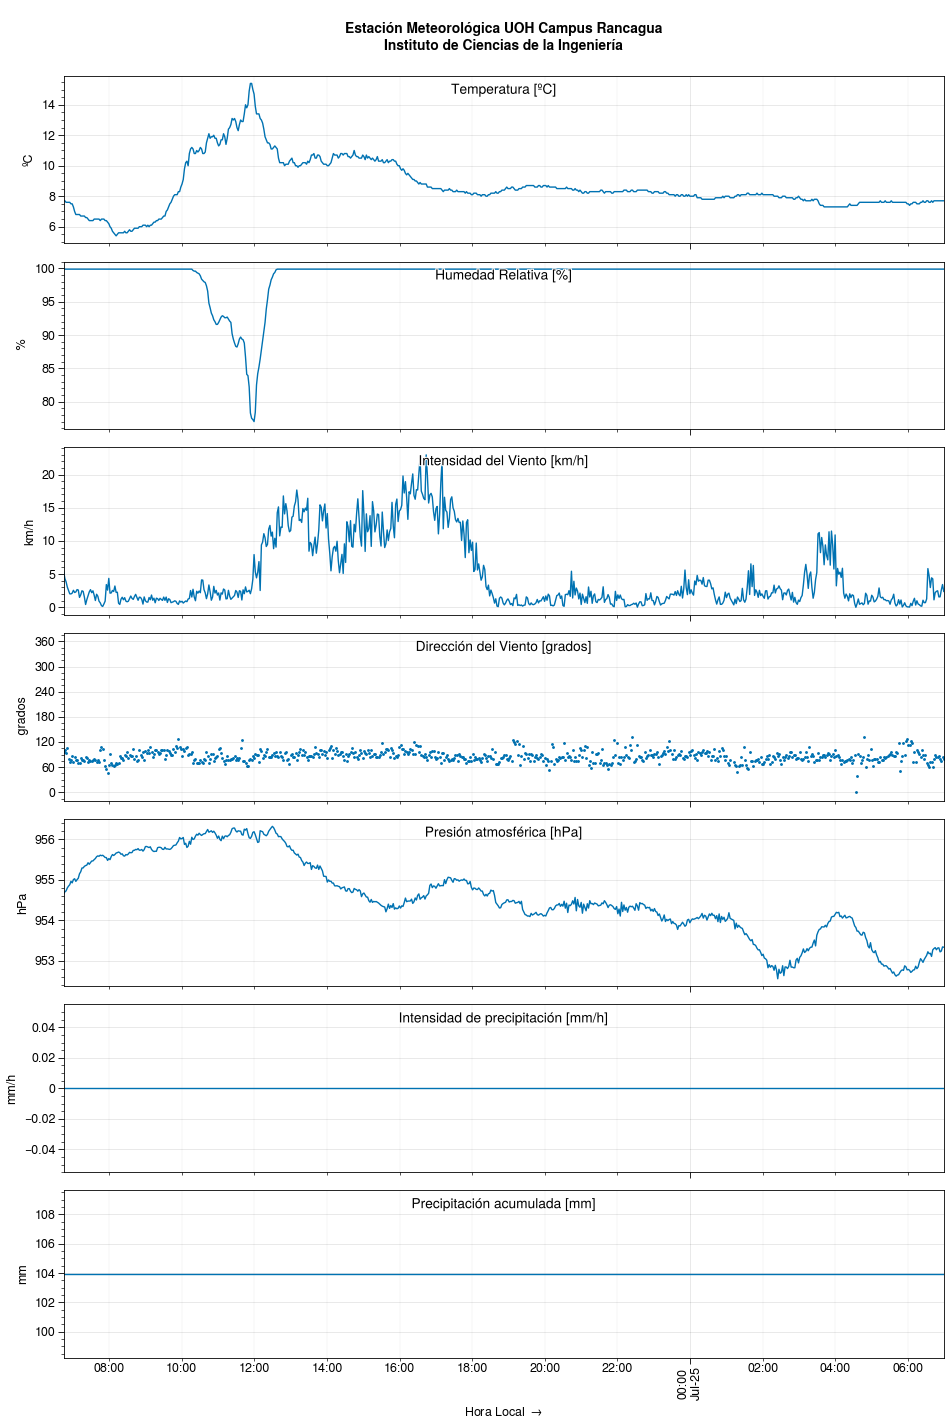 Estación Meteorológica UOH Campus Rancagua
Instituto de Ciencias de la Ingeniería
Temperatura [ºC]
14
12
10
8
6
ºC
Humedad Relativa [%]
100
95
90
85
80
%
Intensidad del Viento [km/h]
20
15
10
5
0
km/h
Dirección del Viento [grados]
360
300
240
180
120
60
0
grados
Presión atmosférica [hPa]
956
955
954
953
hPa
Intensidad de precipitación [mm/h]
0.04
0.02
0
−0.02
−0.04
mm/h
Precipitación acumulada [mm]
108
106
104
102
100
mm
08:00 10:00 12:00 14:00 16:00 18:00 20:00 22:00 00:00 02:00 04:00 06:00
Jul-25
Hora Local →